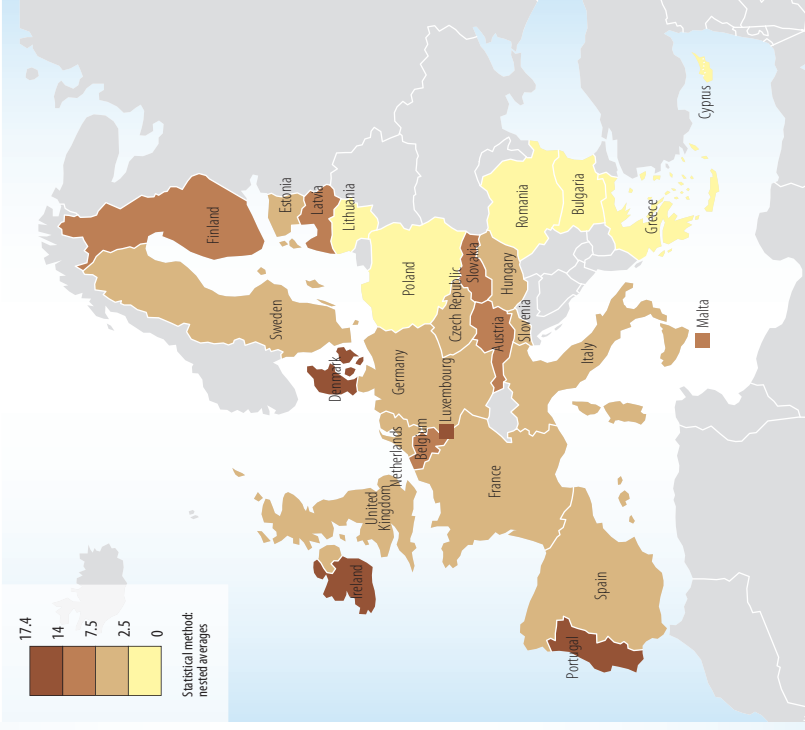 Finland
Estonia
Latvia
Lithuania
Sweden
Denmark
Poland
Germany
Netherlands
Belgium
Luxembourg
Czech Republic
Slovakia
Austria
Hungary
Slovenia
Romania
Bulgaria
Greece
Cyprus
Malta
Italy
France
United
Kingdom
Ireland
Spain
Portugal
17.4
14
7.5
2.5
0
Statistical method:
nested averages